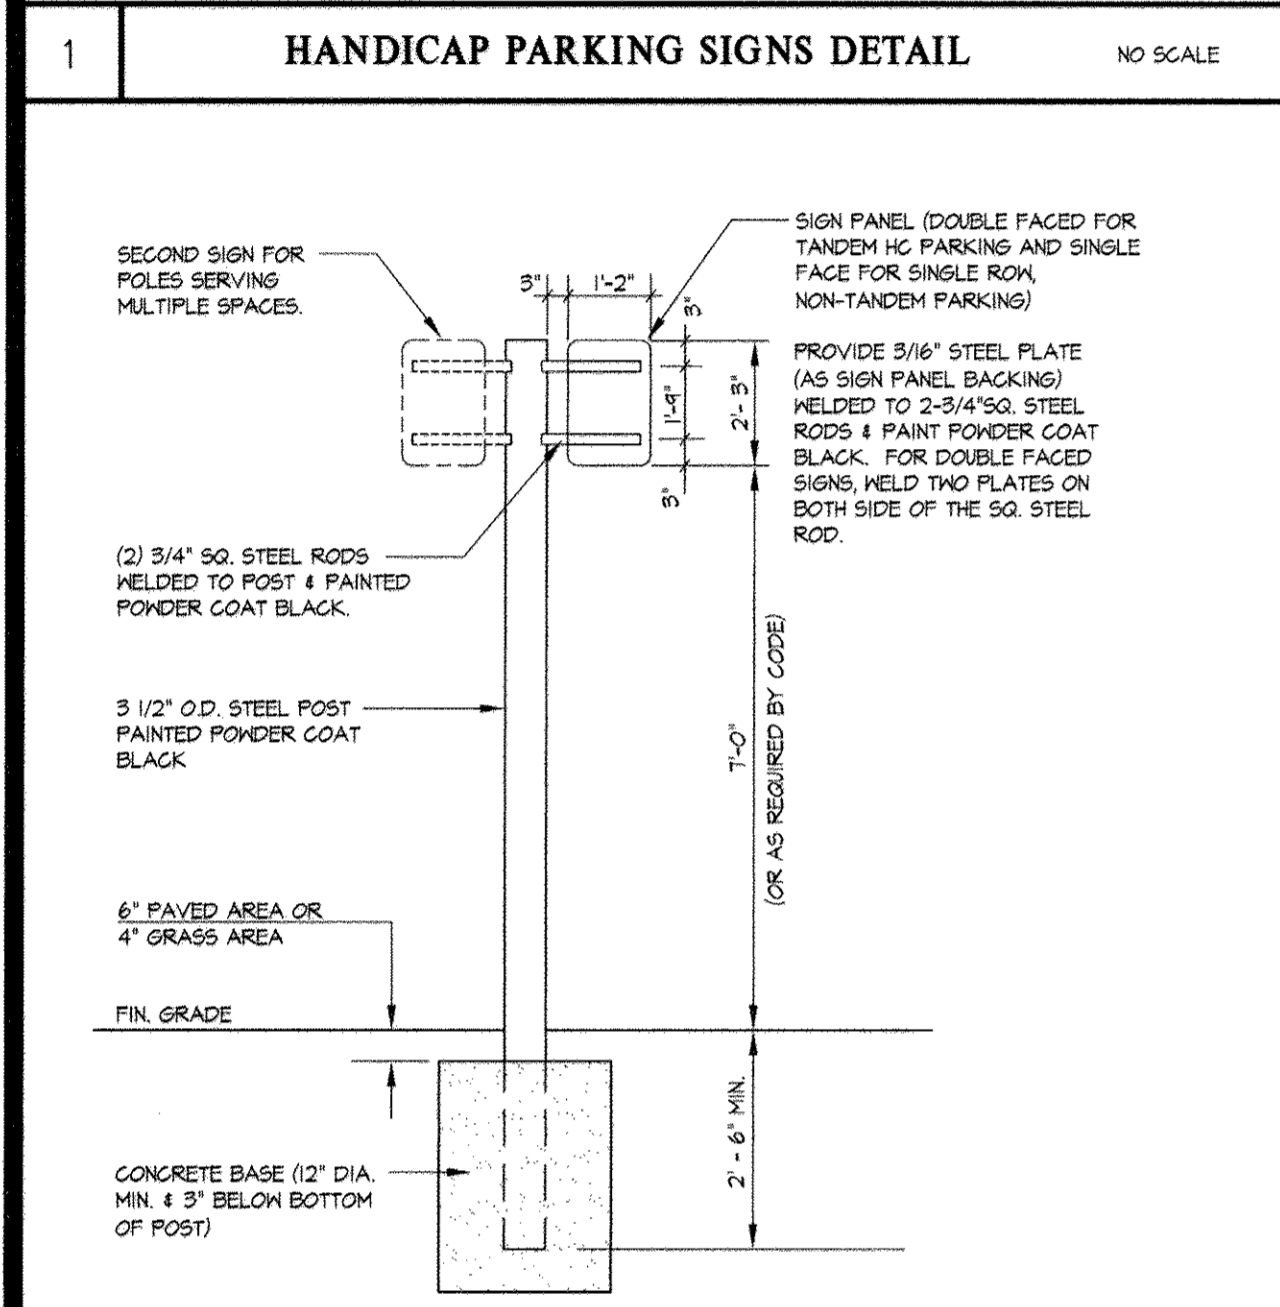 1
HANDICAP PARKING SIGNS DETAIL
NO SCALE
SECOND SIGN FOR
POLES SERVING
MULTIPLE SPACES.
3"
1'-2"
3"
SIGN PANEL (DOUBLE FACED FOR
TANDEM HC PARKING AND SINGLE
FACE FOR SINGLE ROW,
NON-TANDEM PARKING)
PROVIDE 3/16" STEEL PLATE
(AS SIGN PANEL BACKING)
WELDED TO 2-3/4"SQ. STEEL
RODS & PAINT POWDER COAT
BLACK. FOR DOUBLE FACED
SIGNS, WELD TWO PLATES ON
BOTH SIDE OF THE SQ. STEEL
ROD.
1'-9"
2'- 3"
3"
(2) 3/4" SQ. STEEL RODS
WELDED TO POST & PAINTED
POWDER COAT BLACK.
3 1/2" O.D. STEEL POST
PAINTED POWDER COAT
BLACK
7'-0"
(OR AS REQUIRED BY CODE)
6" PAVED AREA OR
4" GRASS AREA
FIN. GRADE
2' - 6" MIN.
CONCRETE BASE (12" DIA.
MIN. & 3" BELOW BOTTOM
OF POST)